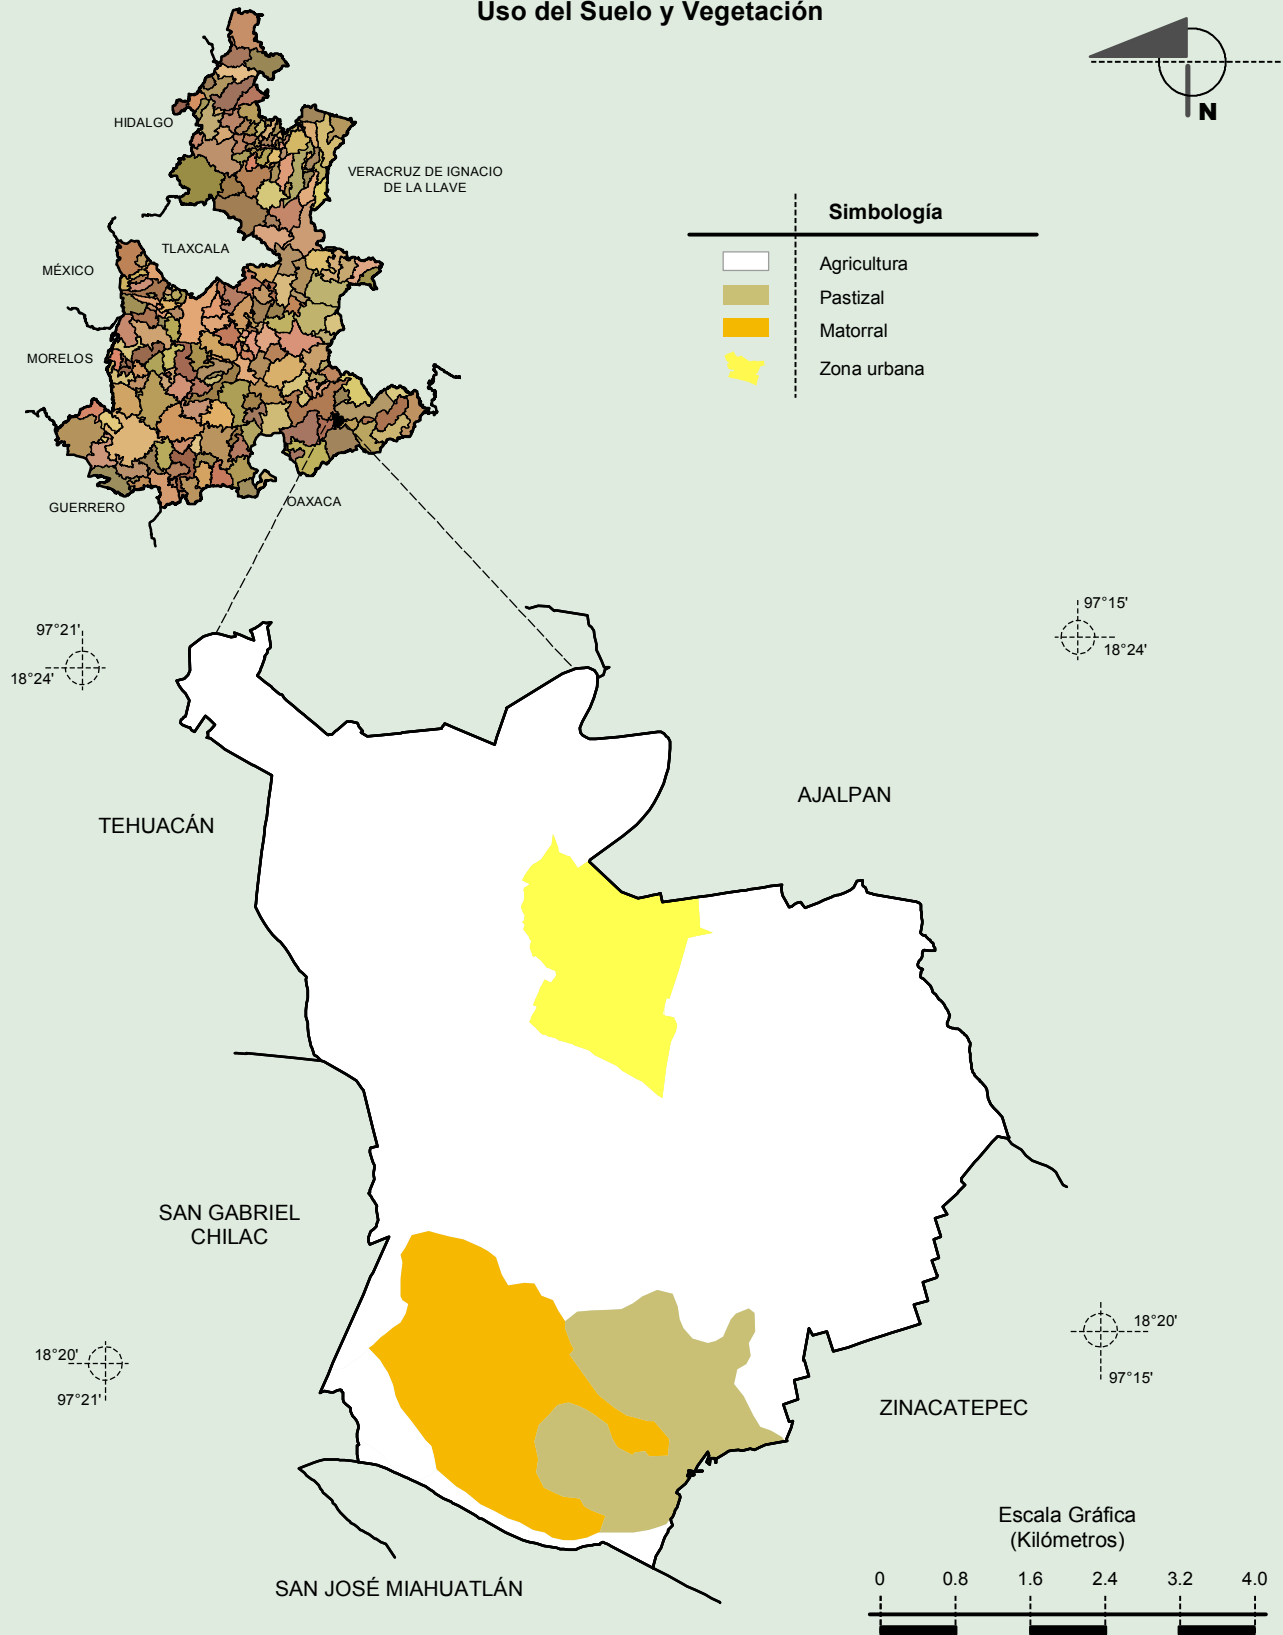 Uso del Suelo y Vegetación
N
HIDALGO
VERACRUZ DE IGNACIO
DE LA LLAVE
TLAXCALA
MÉXICO
MORELOS
GUERRERO
OAXACA
Simbología
Agricultura
Pastizal
Matorral
Zona urbana
97°21'
18°24'
97°15'
18°24'
TEHUACÁN
AJALPAN
SAN GABRIEL
CHILAC
18°20'
97°21'
18°20'
97°15'
ZINACATEPEC
SAN JOSÉ MIAHUATLÁN
Escala Gráfica
(Kilómetros)
0 0.8 1.6 2.4 3.2 4.0